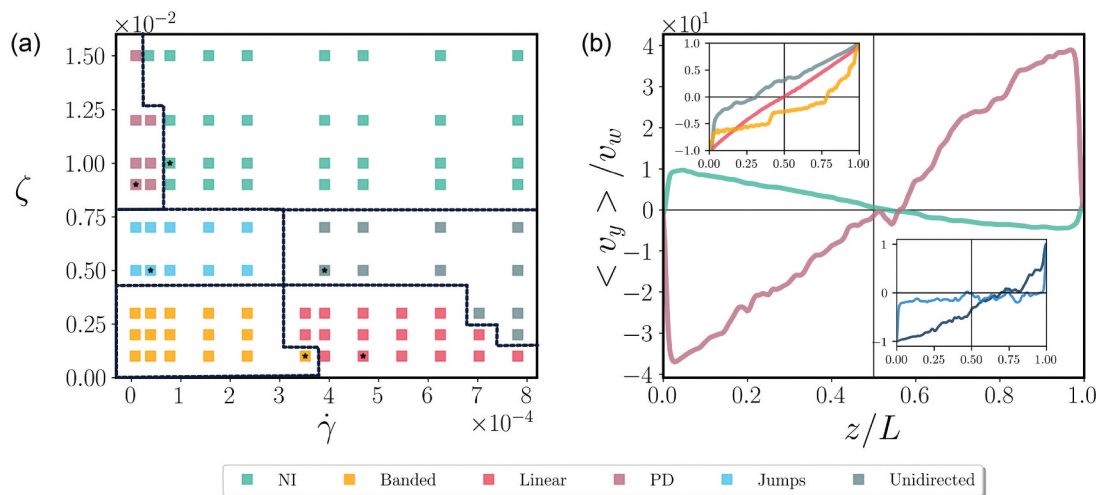 (a)
×10⁻²
1.50
1.25
1.00
0.75
0.50
0.25
0.00
ζ
0 1 2 3 4 5 6 7 8
γ̇
×10⁻⁴
(b)
×10¹
4
3
2
1
0
−1
−2
−3
−4
< v_y > /v_w
0.0 0.2 0.4 0.6 0.8 1.0
z/L
1.0
0.5
0.0
−0.5
−1.0
0.00 0.25 0.50 0.75 1.00
1
0
−1
0.00 0.25 0.50 0.75 1.00
NI Banded Linear PD Jumps Unidirected